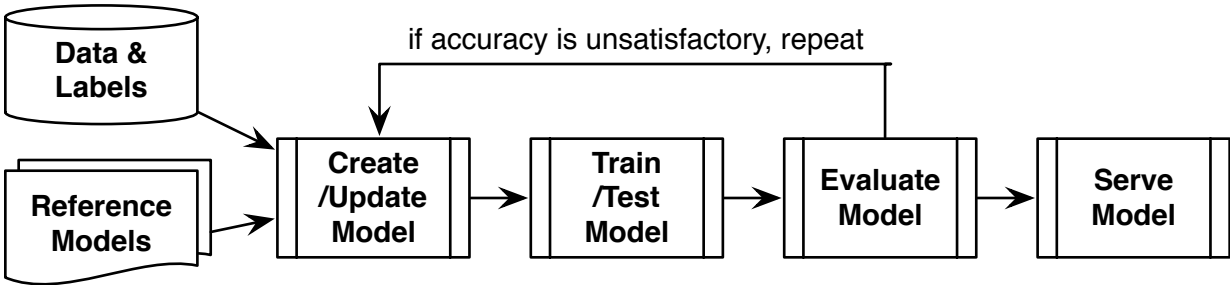 Data &
Labels
if accuracy is unsatisfactory, repeat
Reference
Models
Create
/Update
Model
Train
/Test
Model
Evaluate
Model
Serve
Model